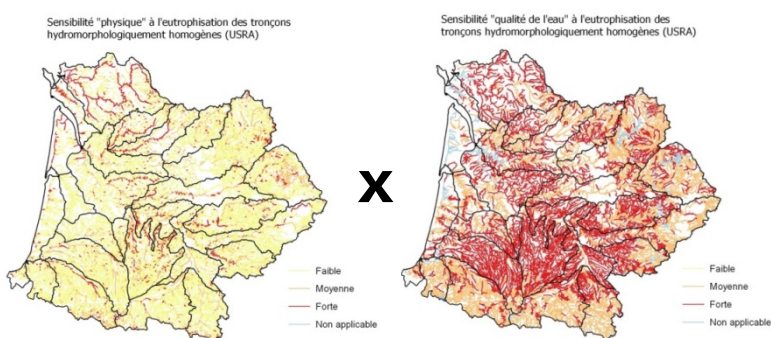 Sensibilité "physique" à l'eutrophisation des tronçons
hydromorphologiquement homogènes (USRA)
Faible
Moyenne
Forte
Non applicable
X
Sensibilité "qualité de l'eau" à l'eutrophisation des
tronçons hydromorphologiquement homogènes (USRA)
Faible
Moyenne
Forte
Non applicable